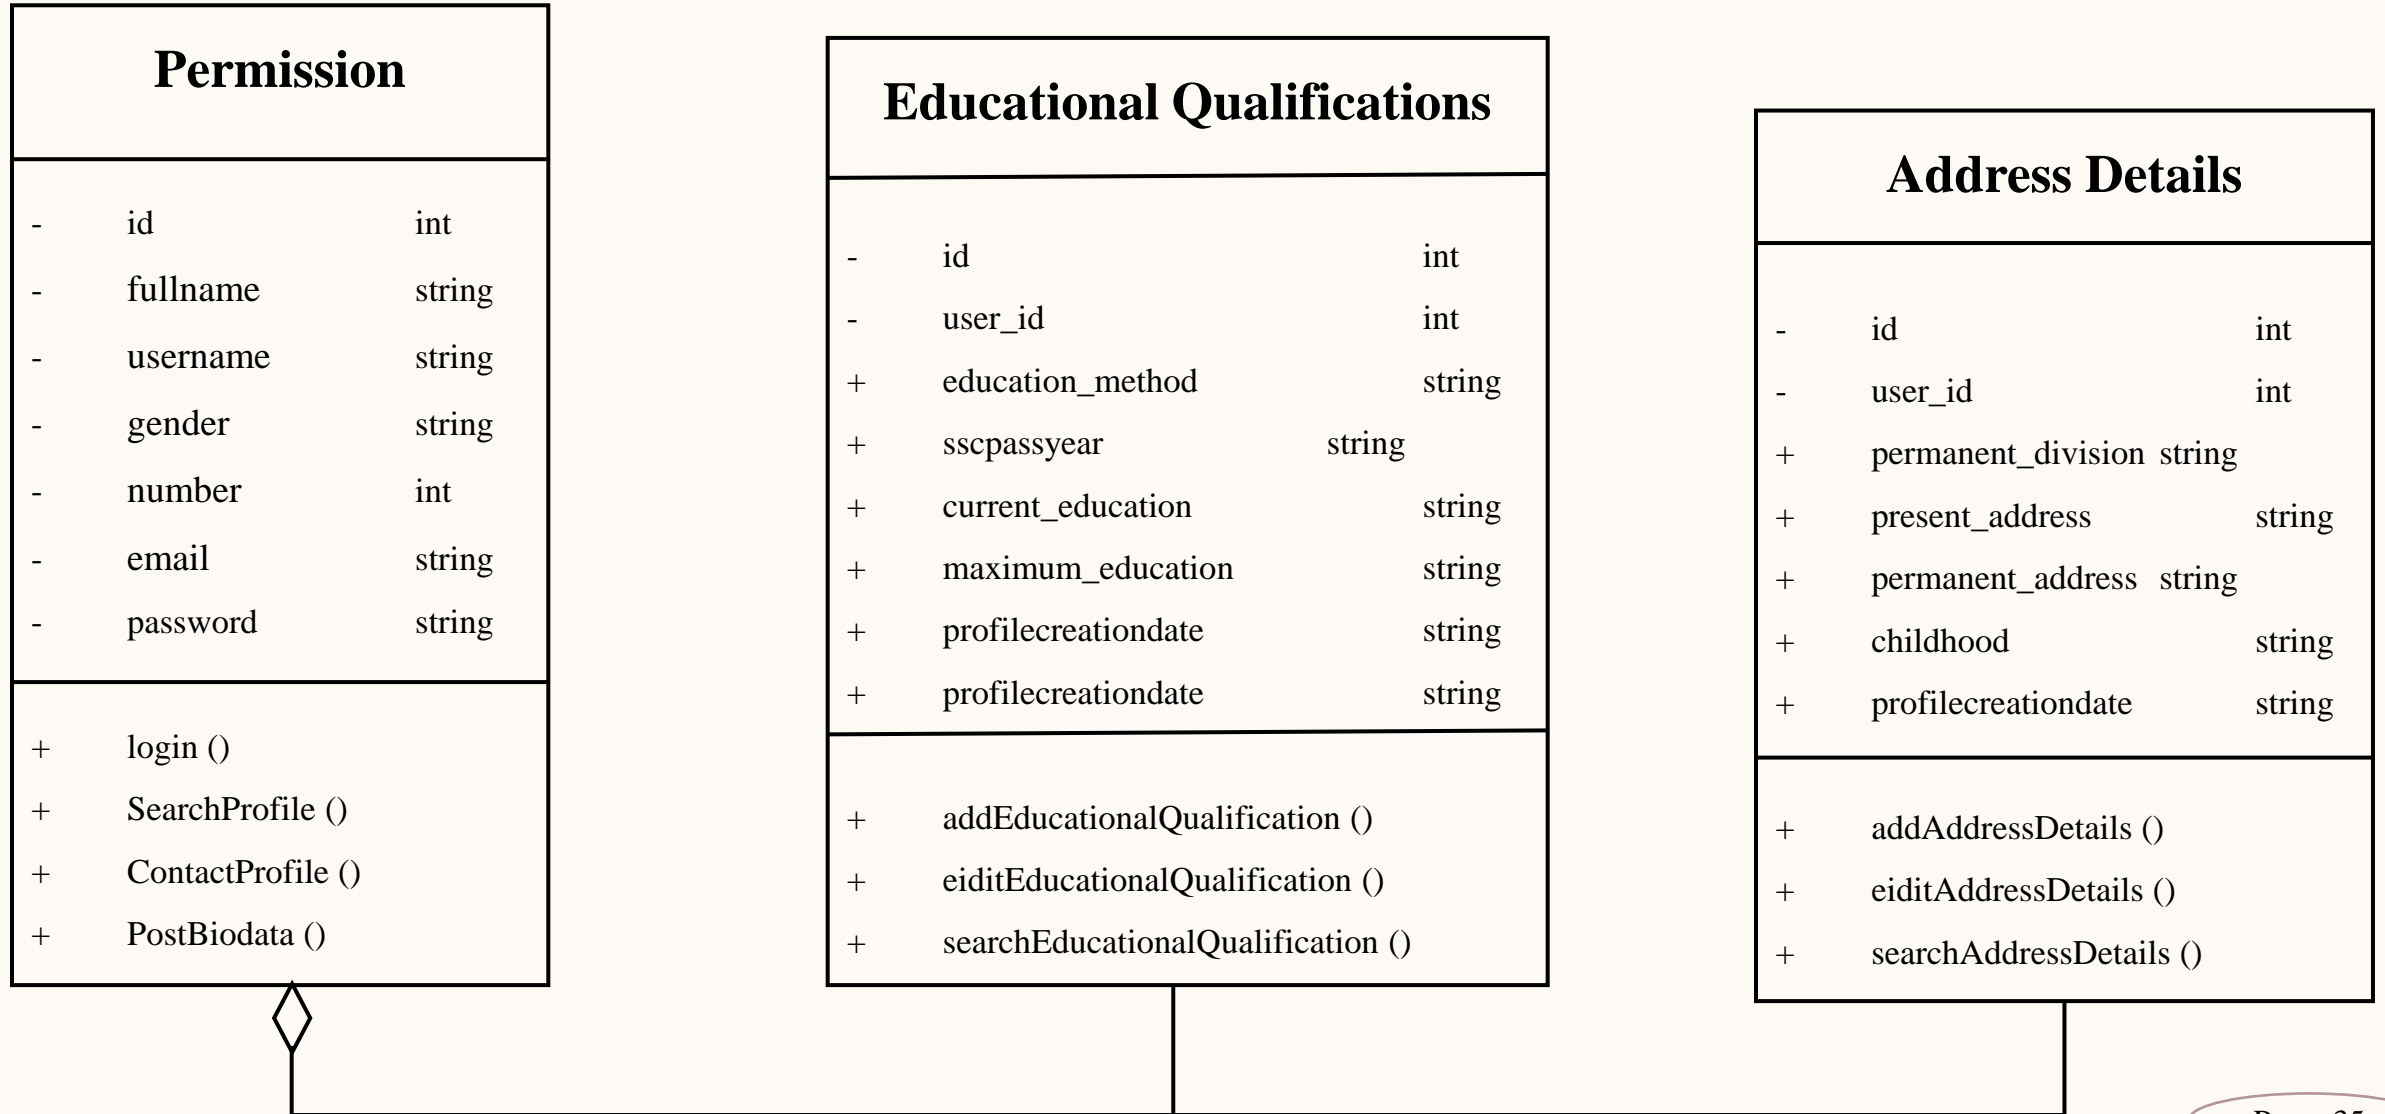 Permission
- id int
- fullname string
- username string
- gender string
- number int
- email string
- password string
+ login ()
+ SearchProfile ()
+ ContactProfile ()
+ PostBiodata ()
Educational Qualifications
- id int
- user_id int
+ education_method string
+ sscpassyear string
+ current_education string
+ maximum_education string
+ profilecreationdate string
+ profilecreationdate string
+ addEducationalQualification ()
+ eiditEducationalQualification ()
+ searchEducationalQualification ()
Address Details
- id int
- user_id int
+ permanent_division string
+ present_address string
+ permanent_address string
+ childhood string
+ profilecreationdate string
+ addAddressDetails ()
+ eiditAddressDetails ()
+ searchAddressDetails ()